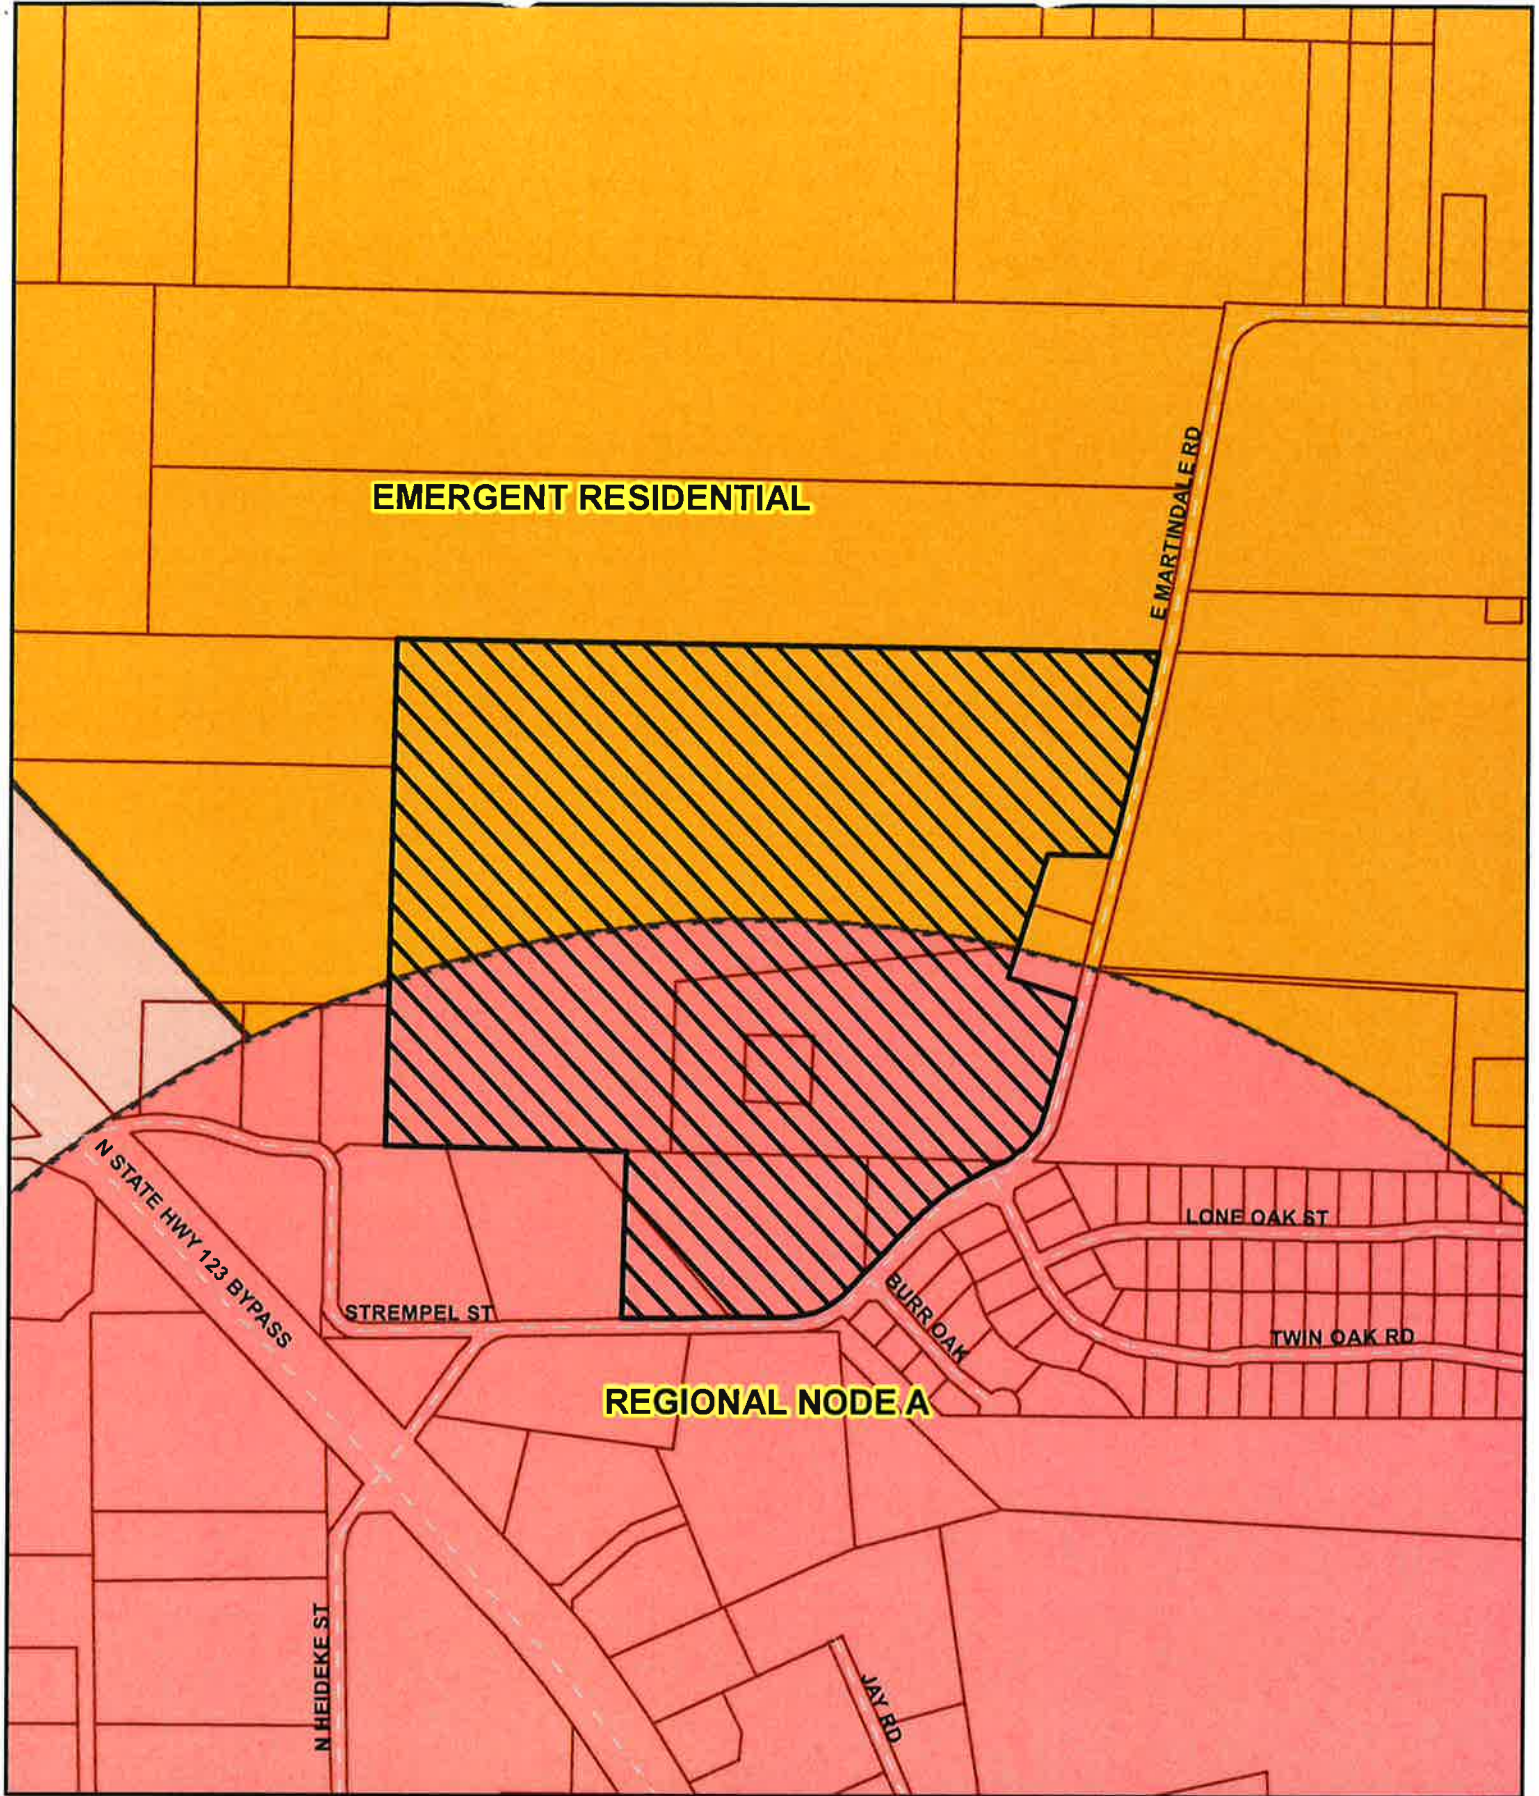 EMERGENT RESIDENTIAL
E MARTINDALE RD
N STATE HWY 123 BYPASS
LONE OAK ST
STREMPEL ST
BURR OAK
TWIN OAK RD
REGIONAL NODE A
N HEIDEKE ST
JAY RD